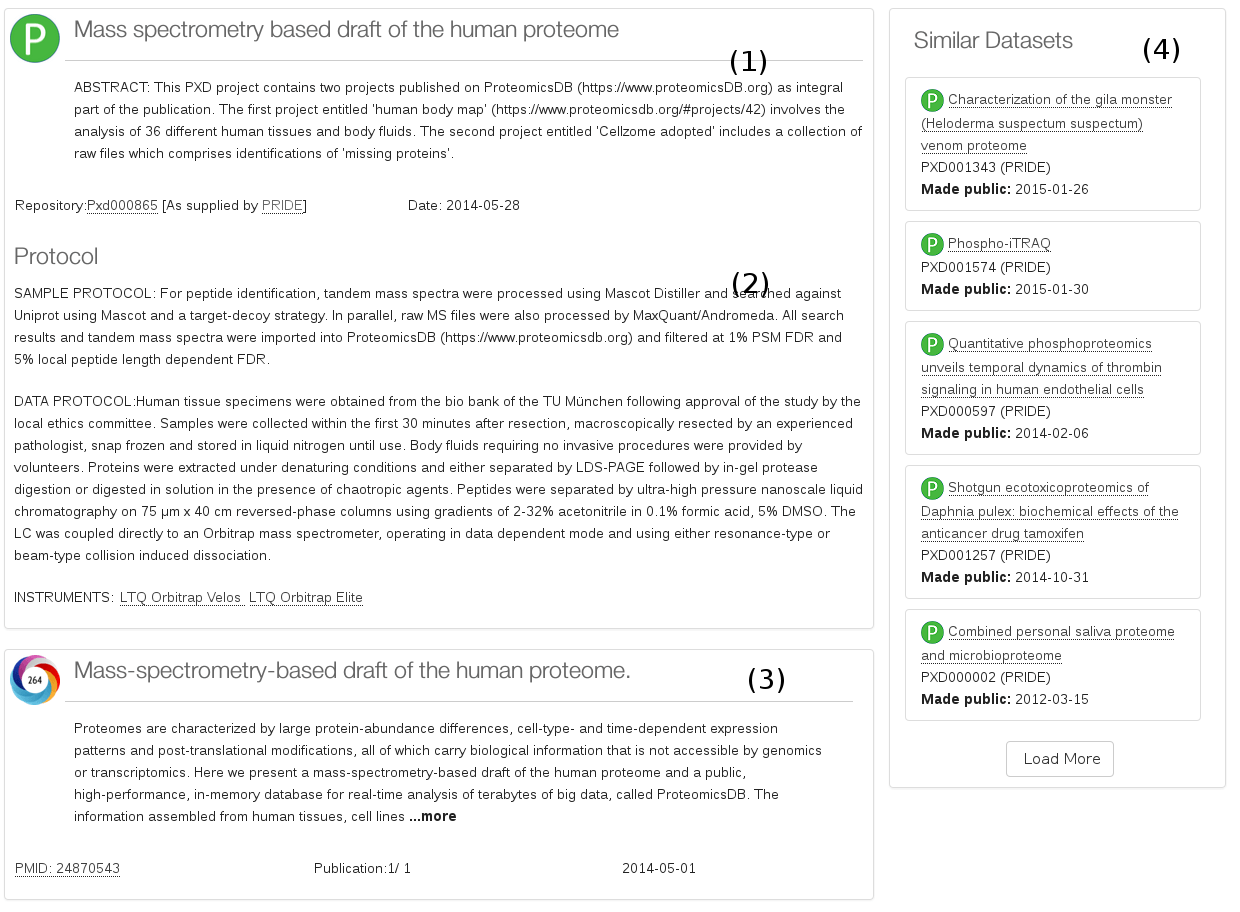 P
Mass spectrometry based draft of the human proteome
(1)
ABSTRACT: This PXD project contains two projects published on ProteomicsDB (https://www.proteomicsDB.org) as integral
part of the publication. The first project entitled 'human body map' (https://www.proteomicsdb.org/#projects/42) involves the
analysis of 36 different human tissues and body fluids. The second project entitled 'Cellzome adopted' includes a collection of
raw files which comprises identifications of 'missing proteins'.
Repository:Pxd000865 [As supplied by PRIDE] Date: 2014-05-28
Protocol
(2)
SAMPLE PROTOCOL: For peptide identification, tandem mass spectra were processed using Mascot Distiller and searched against
Uniprot using Mascot and a target-decoy strategy. In parallel, raw MS files were also processed by MaxQuant/Andromeda. All search
results and tandem mass spectra were imported into ProteomicsDB (https://www.proteomicsdb.org) and filtered at 1% PSM FDR and
5% local peptide length dependent FDR.
DATA PROTOCOL:Human tissue specimens were obtained from the bio bank of the TU München following approval of the study by the
local ethics committee. Samples were collected within the first 30 minutes after resection, macroscopically resected by an experienced
pathologist, snap frozen and stored in liquid nitrogen until use. Body fluids requiring no invasive procedures were provided by
volunteers. Proteins were extracted under denaturing conditions and either separated by LDS-PAGE followed by in-gel protease
digestion or digested in solution in the presence of chaotropic agents. Peptides were separated by ultra-high pressure nanoscale liquid
chromatography on 75 µm x 40 cm reversed-phase columns using gradients of 2-32% acetonitrile in 0.1% formic acid, 5% DMSO. The
LC was coupled directly to an Orbitrap mass spectrometer, operating in data dependent mode and using either resonance-type or
beam-type collision induced dissociation.
INSTRUMENTS: LTQ Orbitrap Velos LTQ Orbitrap Elite
264
Mass-spectrometry-based draft of the human proteome.
(3)
Proteomes are characterized by large protein-abundance differences, cell-type- and time-dependent expression
patterns and post-translational modifications, all of which carry biological information that is not accessible by genomics
or transcriptomics. Here we present a mass-spectrometry-based draft of the human proteome and a public,
high-performance, in-memory database for real-time analysis of terabytes of big data, called ProteomicsDB. The
information assembled from human tissues, cell lines ...more
PMID: 24870543 Publication:1/ 1 2014-05-01
Similar Datasets
(4)
P Characterization of the gila monster
(Heloderma suspectum suspectum)
venom proteome
PXD001343 (PRIDE)
Made public: 2015-01-26
P Phospho-iTRAQ
PXD001574 (PRIDE)
Made public: 2015-01-30
P Quantitative phosphoproteomics
unveils temporal dynamics of thrombin
signaling in human endothelial cells
PXD000597 (PRIDE)
Made public: 2014-02-06
P Shotgun ecotoxicoproteomics of
Daphnia pulex: biochemical effects of the
anticancer drug tamoxifen
PXD001257 (PRIDE)
Made public: 2014-10-31
P Combined personal saliva proteome
and microbioproteome
PXD000002 (PRIDE)
Made public: 2012-03-15
Load More